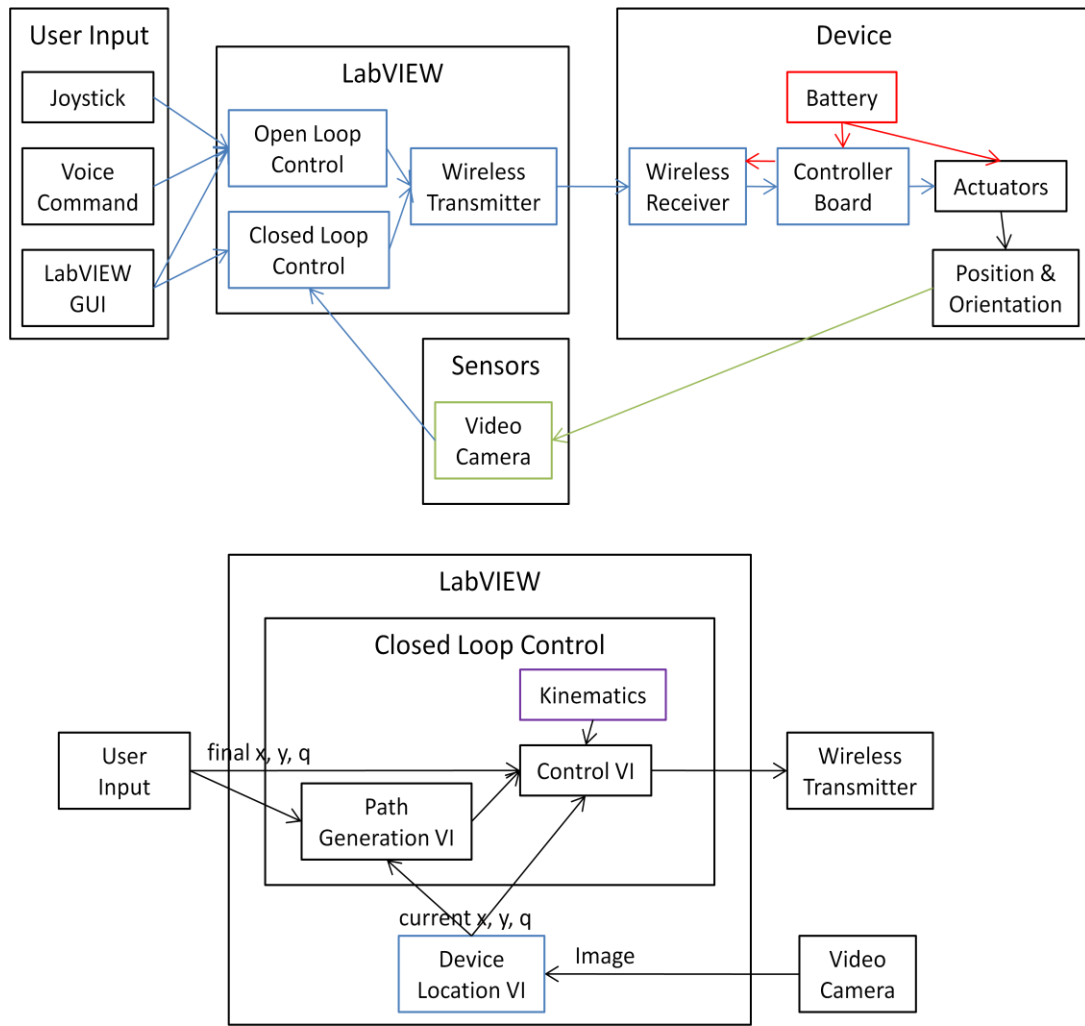 User Input
Joystick
Voice
Command
LabVIEW
GUI
LabVIEW
Open Loop
Control
Closed Loop
Control
Wireless
Transmitter
Device
Battery
Wireless
Receiver
Controller
Board
Actuators
Position &
Orientation
Sensors
Video
Camera
LabVIEW
Closed Loop Control
Kinematics
User
Input
final x, y, q
Control VI
Wireless
Transmitter
Path
Generation VI
current x, y, q
Device
Location VI
Image
Video
Camera